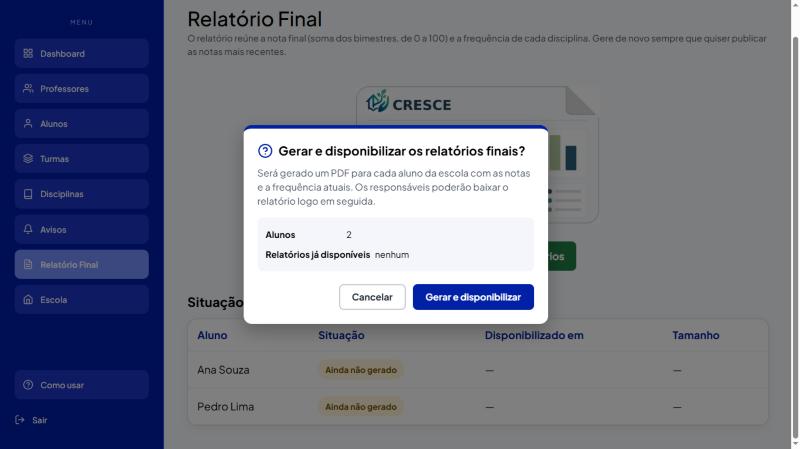 MENU
Dashboard
Professores
Alunos
Turmas
Disciplinas
Avisos
Relatório Final
Escola
Como usar
Sair
Relatório Final
O relatório reúne a nota final (soma dos bimestres, de 0 a 100) e a frequência de cada disciplina. Gere de novo sempre que quiser publicar
as notas mais recentes.
CRESCE
Gerar e disponibilizar os relatórios finais?
Será gerado um PDF para cada aluno da escola com as notas
e a frequência atuais. Os responsáveis poderão baixar o
relatório logo em seguida.
Alunos 2
Relatórios já disponíveis nenhum
Cancelar
Gerar e disponibilizar
Situação
Aluno Situação Disponibilizado em Tamanho
Ana Souza Ainda não gerado — —
Pedro Lima Ainda não gerado — —